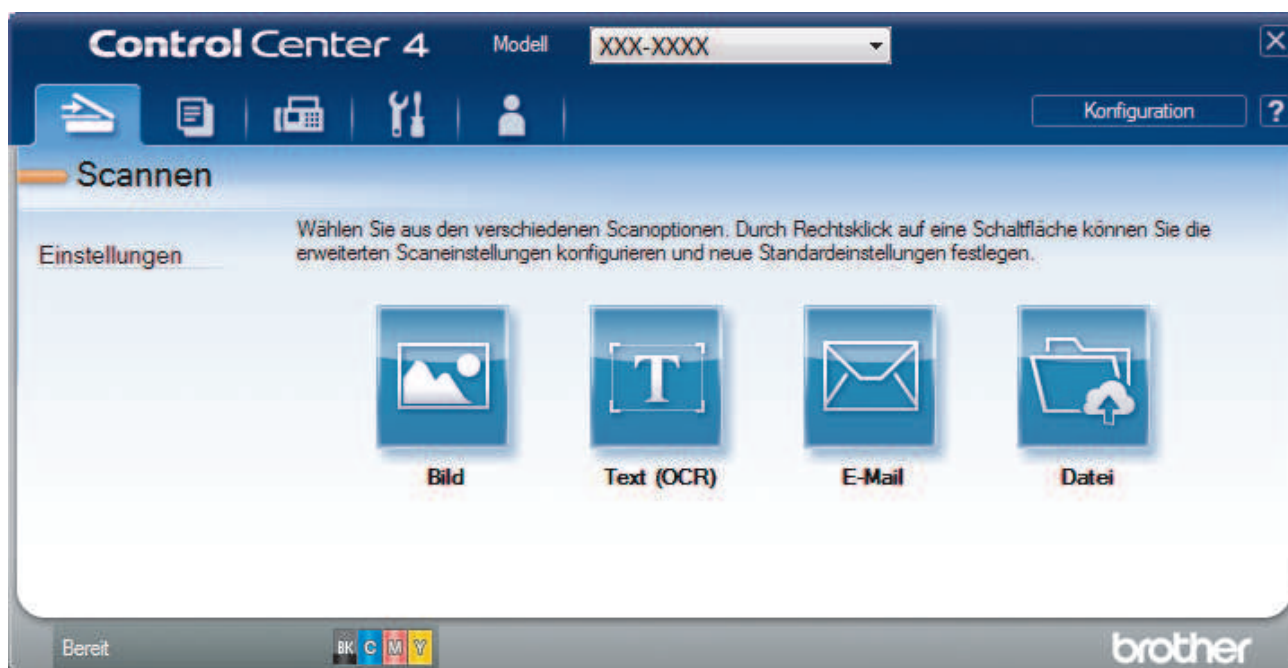 Control Center 4 Modell XXX-XXXX
Konfiguration ?
Scannen
Wählen Sie aus den verschiedenen Scanoptionen. Durch Rechtsklick auf eine Schaltfläche können Sie die
Einstellungen
erweiterten Scaneinstellungen konfigurieren und neue Standardeinstellungen festlegen.
T
Bild Text (OCR) E-Mail Datei
Bereit BK C M Y brother